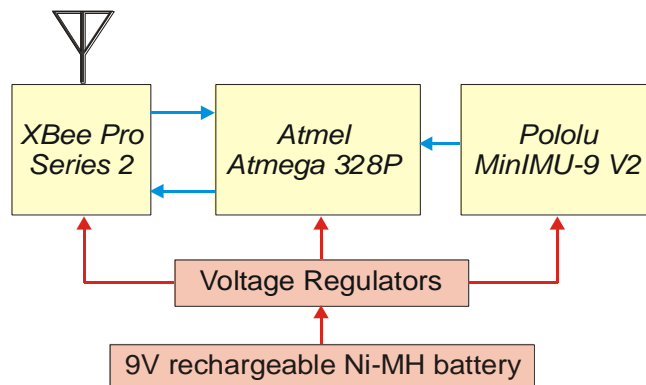 XBee Pro
Series 2
Atmel
Atmega 328P
Pololu
MinIMU-9 V2
Voltage Regulators
9V rechargeable Ni-MH battery